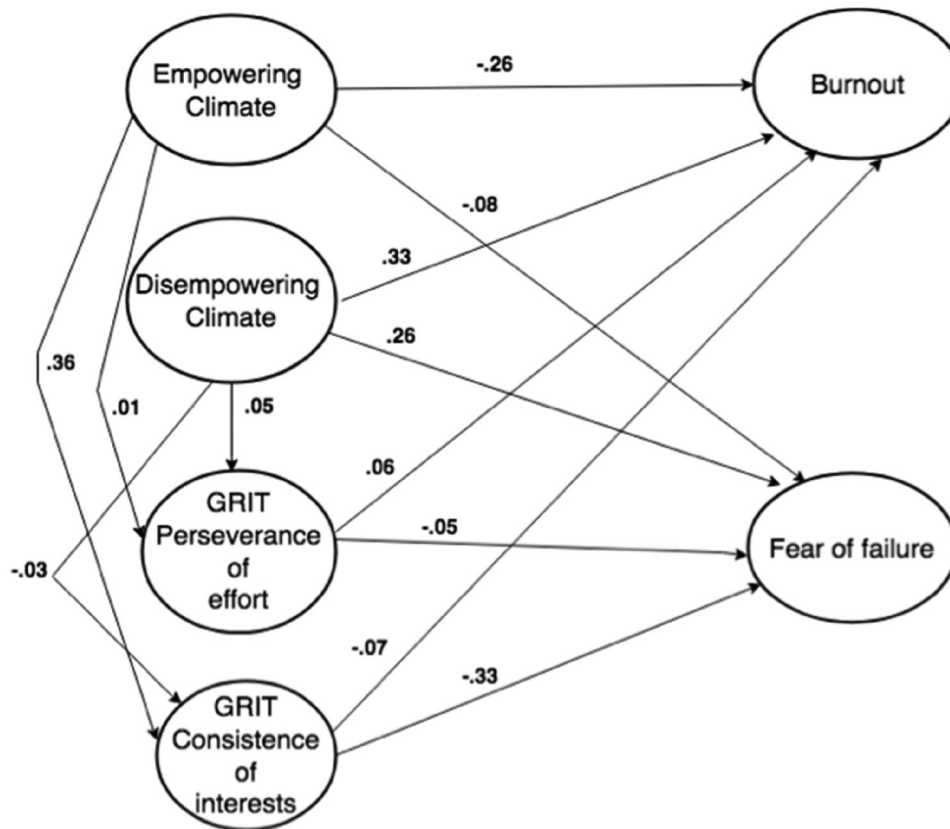 Empowering
Climate
-.26
Burnout
-.08
Disempowering
Climate
.33
.26
.36
.01
.05
GRIT
Perseverance
of
effort
.06
-.05
Fear of failure
-.03
-.07
-.33
GRIT
Consistence
of
interests